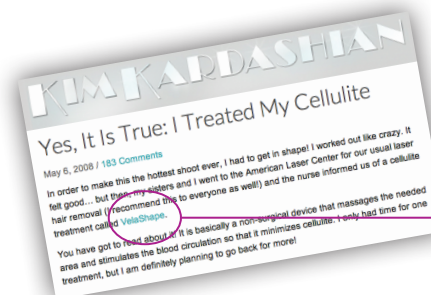 KIM KARDASHIAN
Yes, It Is True: I Treated My Cellulite
May 6, 2008 / 183 Comments
In order to make this the hottest shoot ever, I had to get in shape! I worked out like crazy. It
felt good... but then, my sisters and I went to the American Laser Center for our usual laser
hair removal (I recommend this to everyone as well!) and the nurse informed us of a cellulite
treatment called VelaShape.
You have got to read about it! It is basically a non-surgical device that massages the needed
area and stimulates the blood circulation so that it minimizes cellulite. I only had time for one
treatment, but I am definitely planning to go back for more!